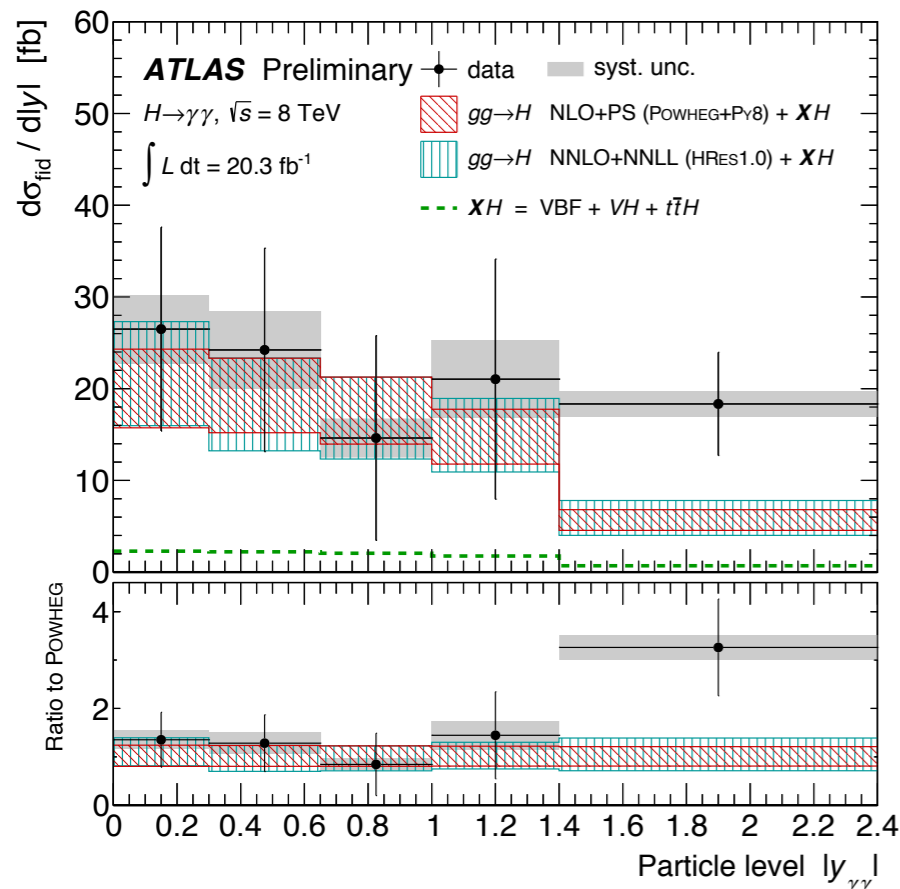 dσfid / d|y| [fb]
60
50
40
30
20
10
0
ATLAS Preliminary
H→γγ, √s = 8 TeV
∫ L dt = 20.3 fb⁻¹
data
syst. unc.
gg→H NLO+PS (POWHEG+PY8) + XH
gg→H NNLO+NNLL (HRES1.0) + XH
XH = VBF + VH + tt̄H
Ratio to POWHEG
4
2
0
0 0.2 0.4 0.6 0.8 1 1.2 1.4 1.6 1.8 2 2.2 2.4
Particle level |yγγ|